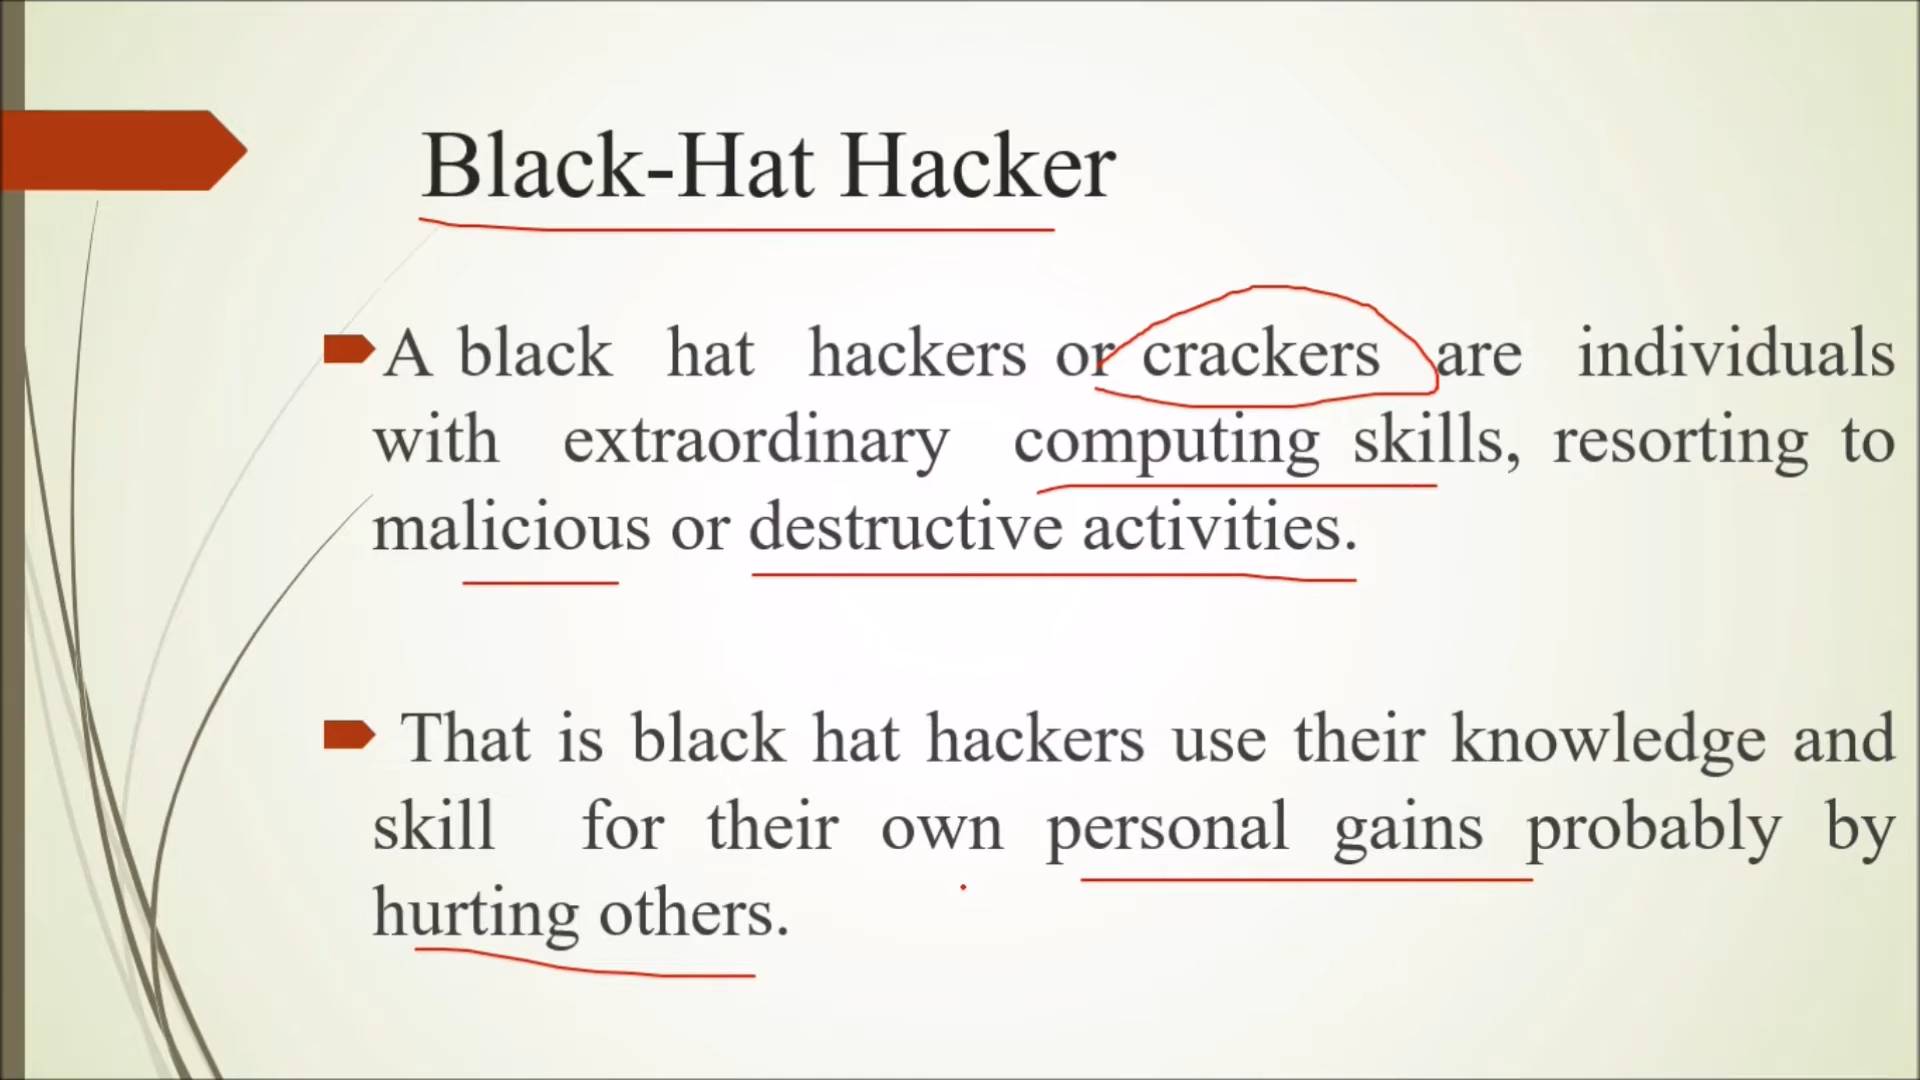 Black-Hat Hacker
A black hat hackers or crackers are individuals
with extraordinary computing skills, resorting to
malicious or destructive activities.
That is black hat hackers use their knowledge and
skill for their own personal gains probably by
hurting others.